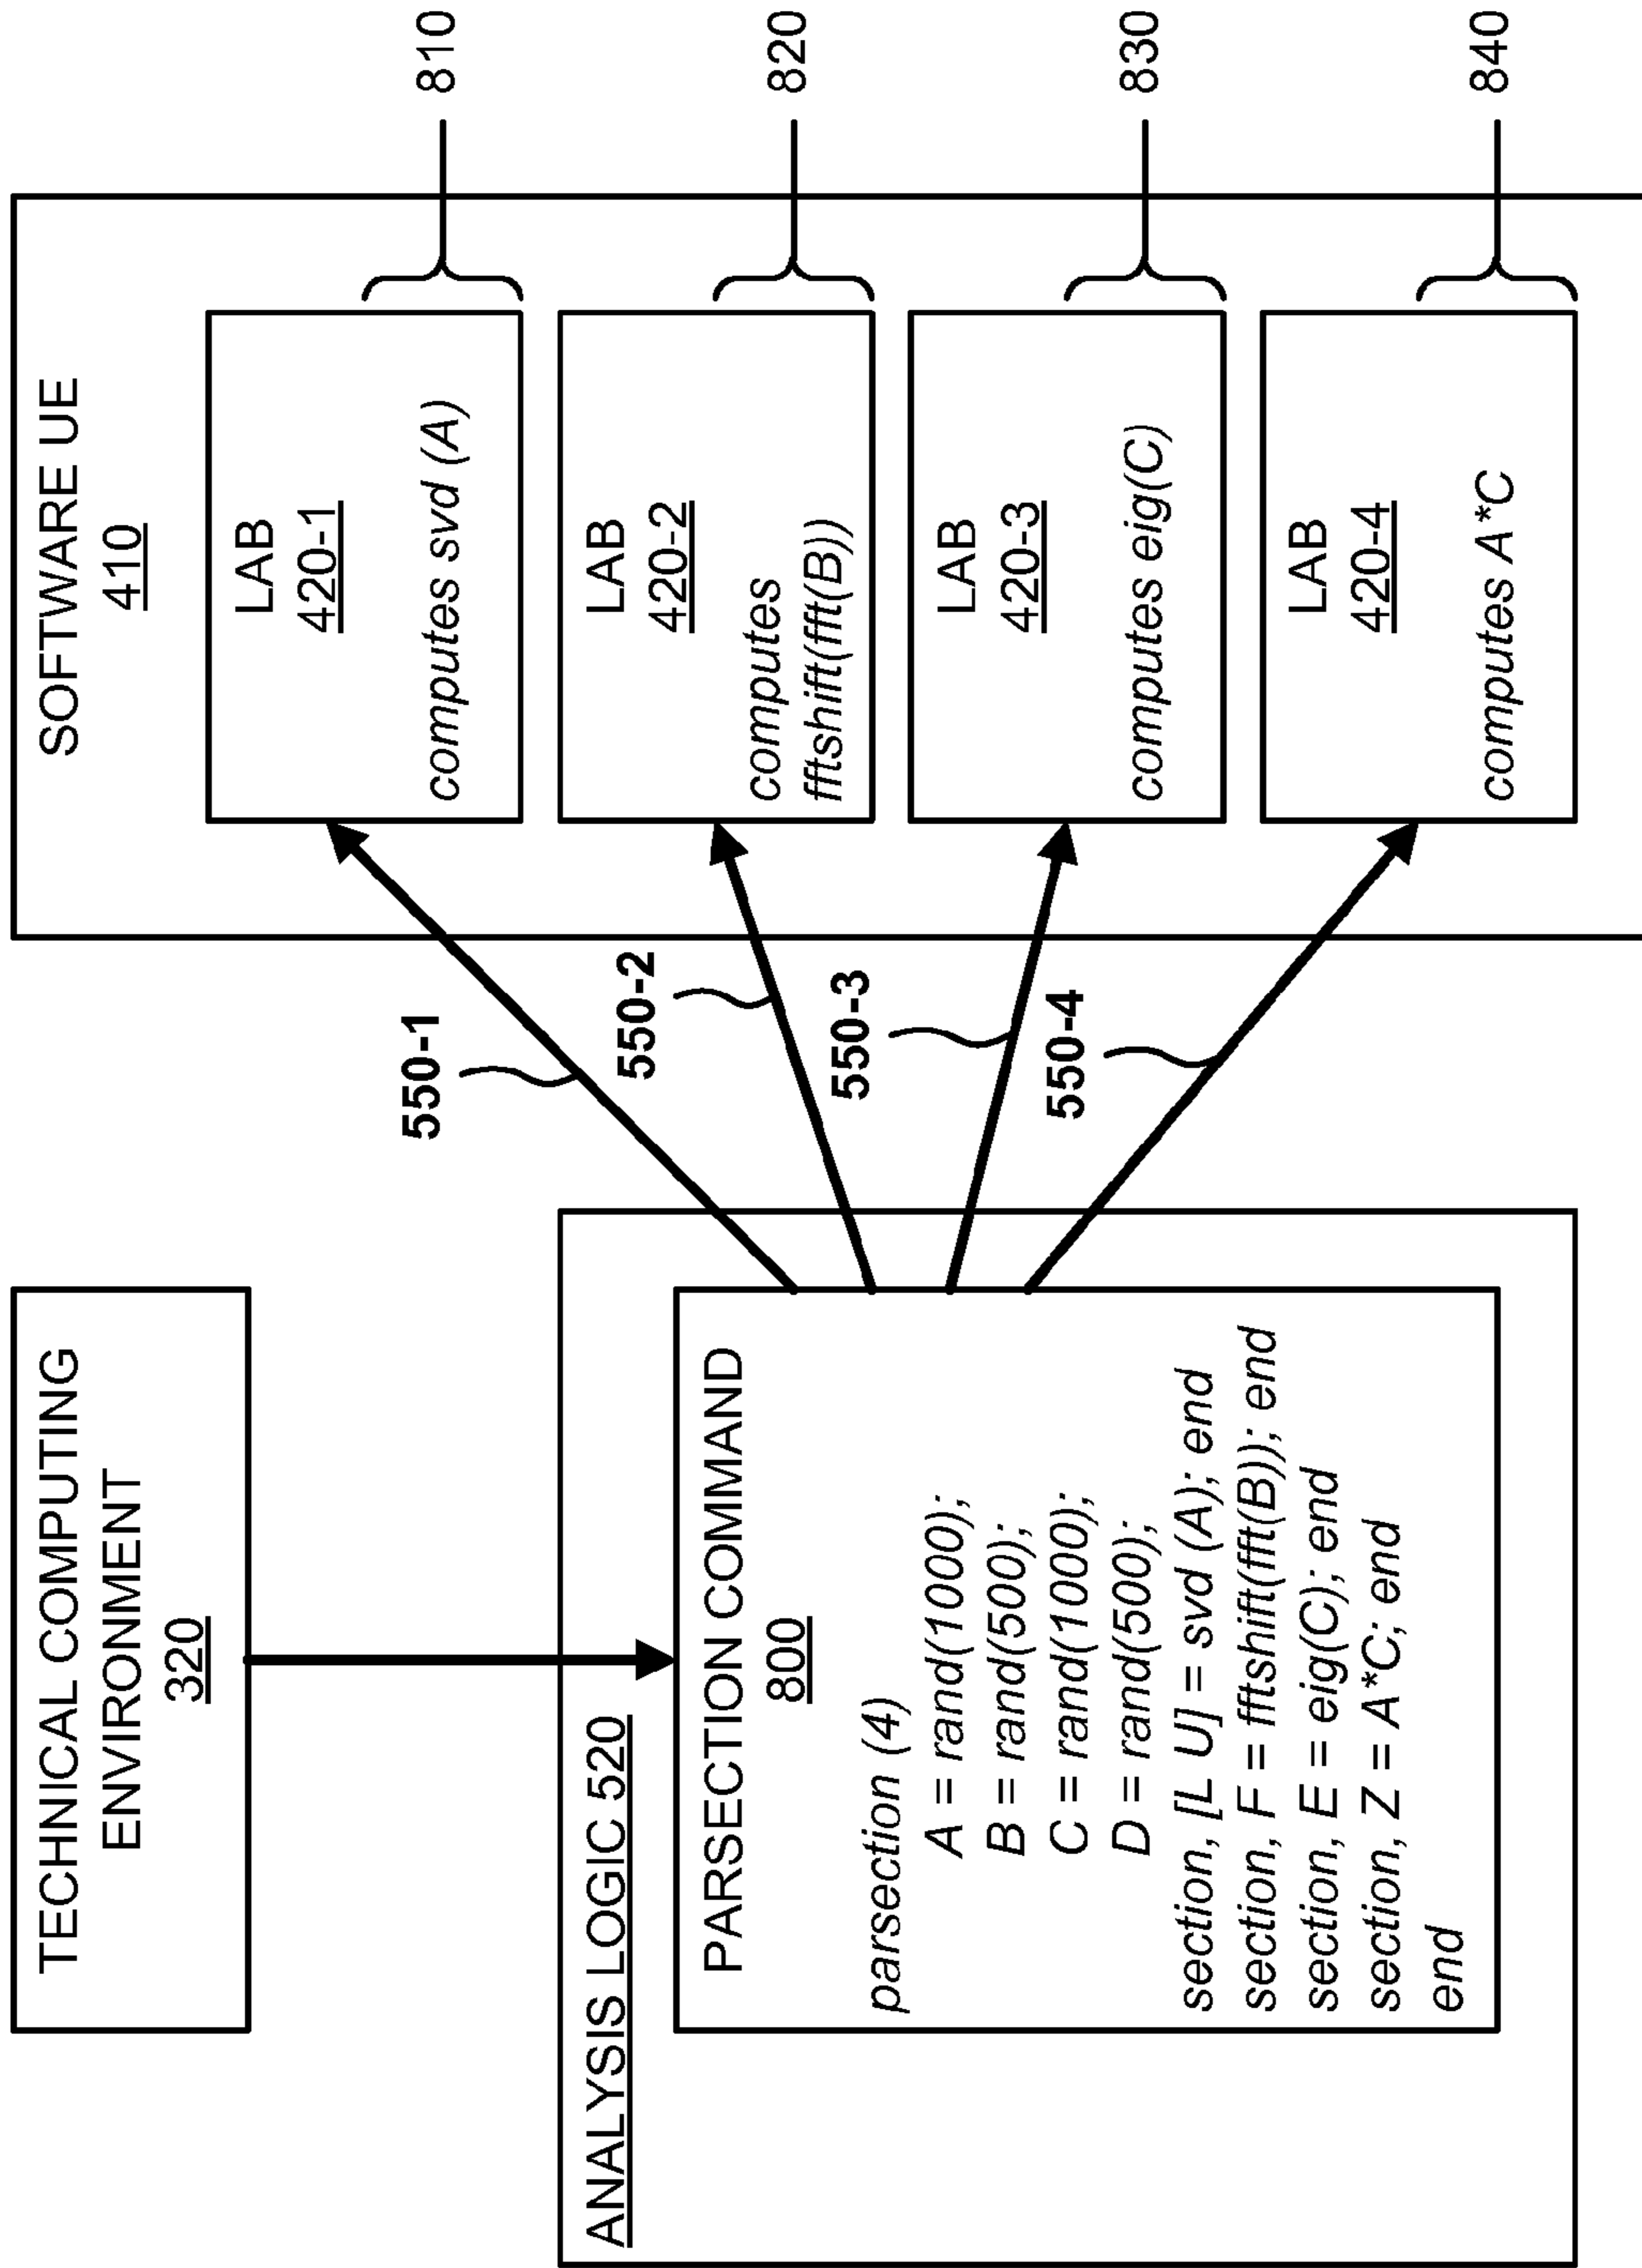 TECHNICAL COMPUTING
ENVIRONMENT
320
ANALYSIS LOGIC 520
PARSECTION COMMAND
800
parsection (4)
A = rand(1000);
B = rand(500);
C = rand(1000);
D = rand(500);
section, [L U] = svd (A); end
section, F = fftshift(fft(B)); end
section, E = eig(C); end
section, Z = A*C; end
end
550-1
550-2
550-3
550-4
SOFTWARE UE
410
LAB
420-1
computes svd (A)
810
LAB
420-2
computes
fftshift(fft(B))
820
LAB
420-3
computes eig(C)
830
LAB
420-4
computes A*C
840